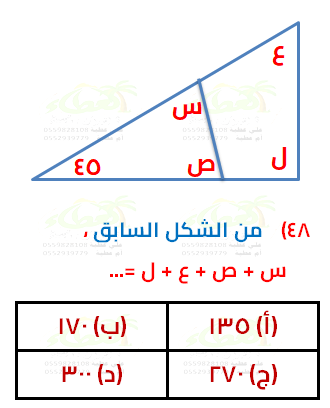 ع
س
٤٥ ص ل
٤٨) من الشكل السابق ،
س + ص + ع + ل =...
(أ) ١٣٥ (ب) ١٧٠
(ج) ٢٧٠ (د) ٣٠٠